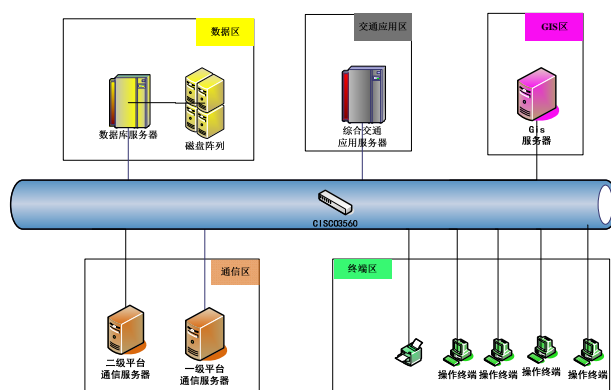 数据区
交通应用区
GIS区
数据库服务器
磁盘阵列
综合交通
应用服务器
Gis
服务器
CISCO3560
通信区
终端区
二级平台
通信服务器
一级平台
通信服务器
操作终端
操作终端
操作终端
操作终端